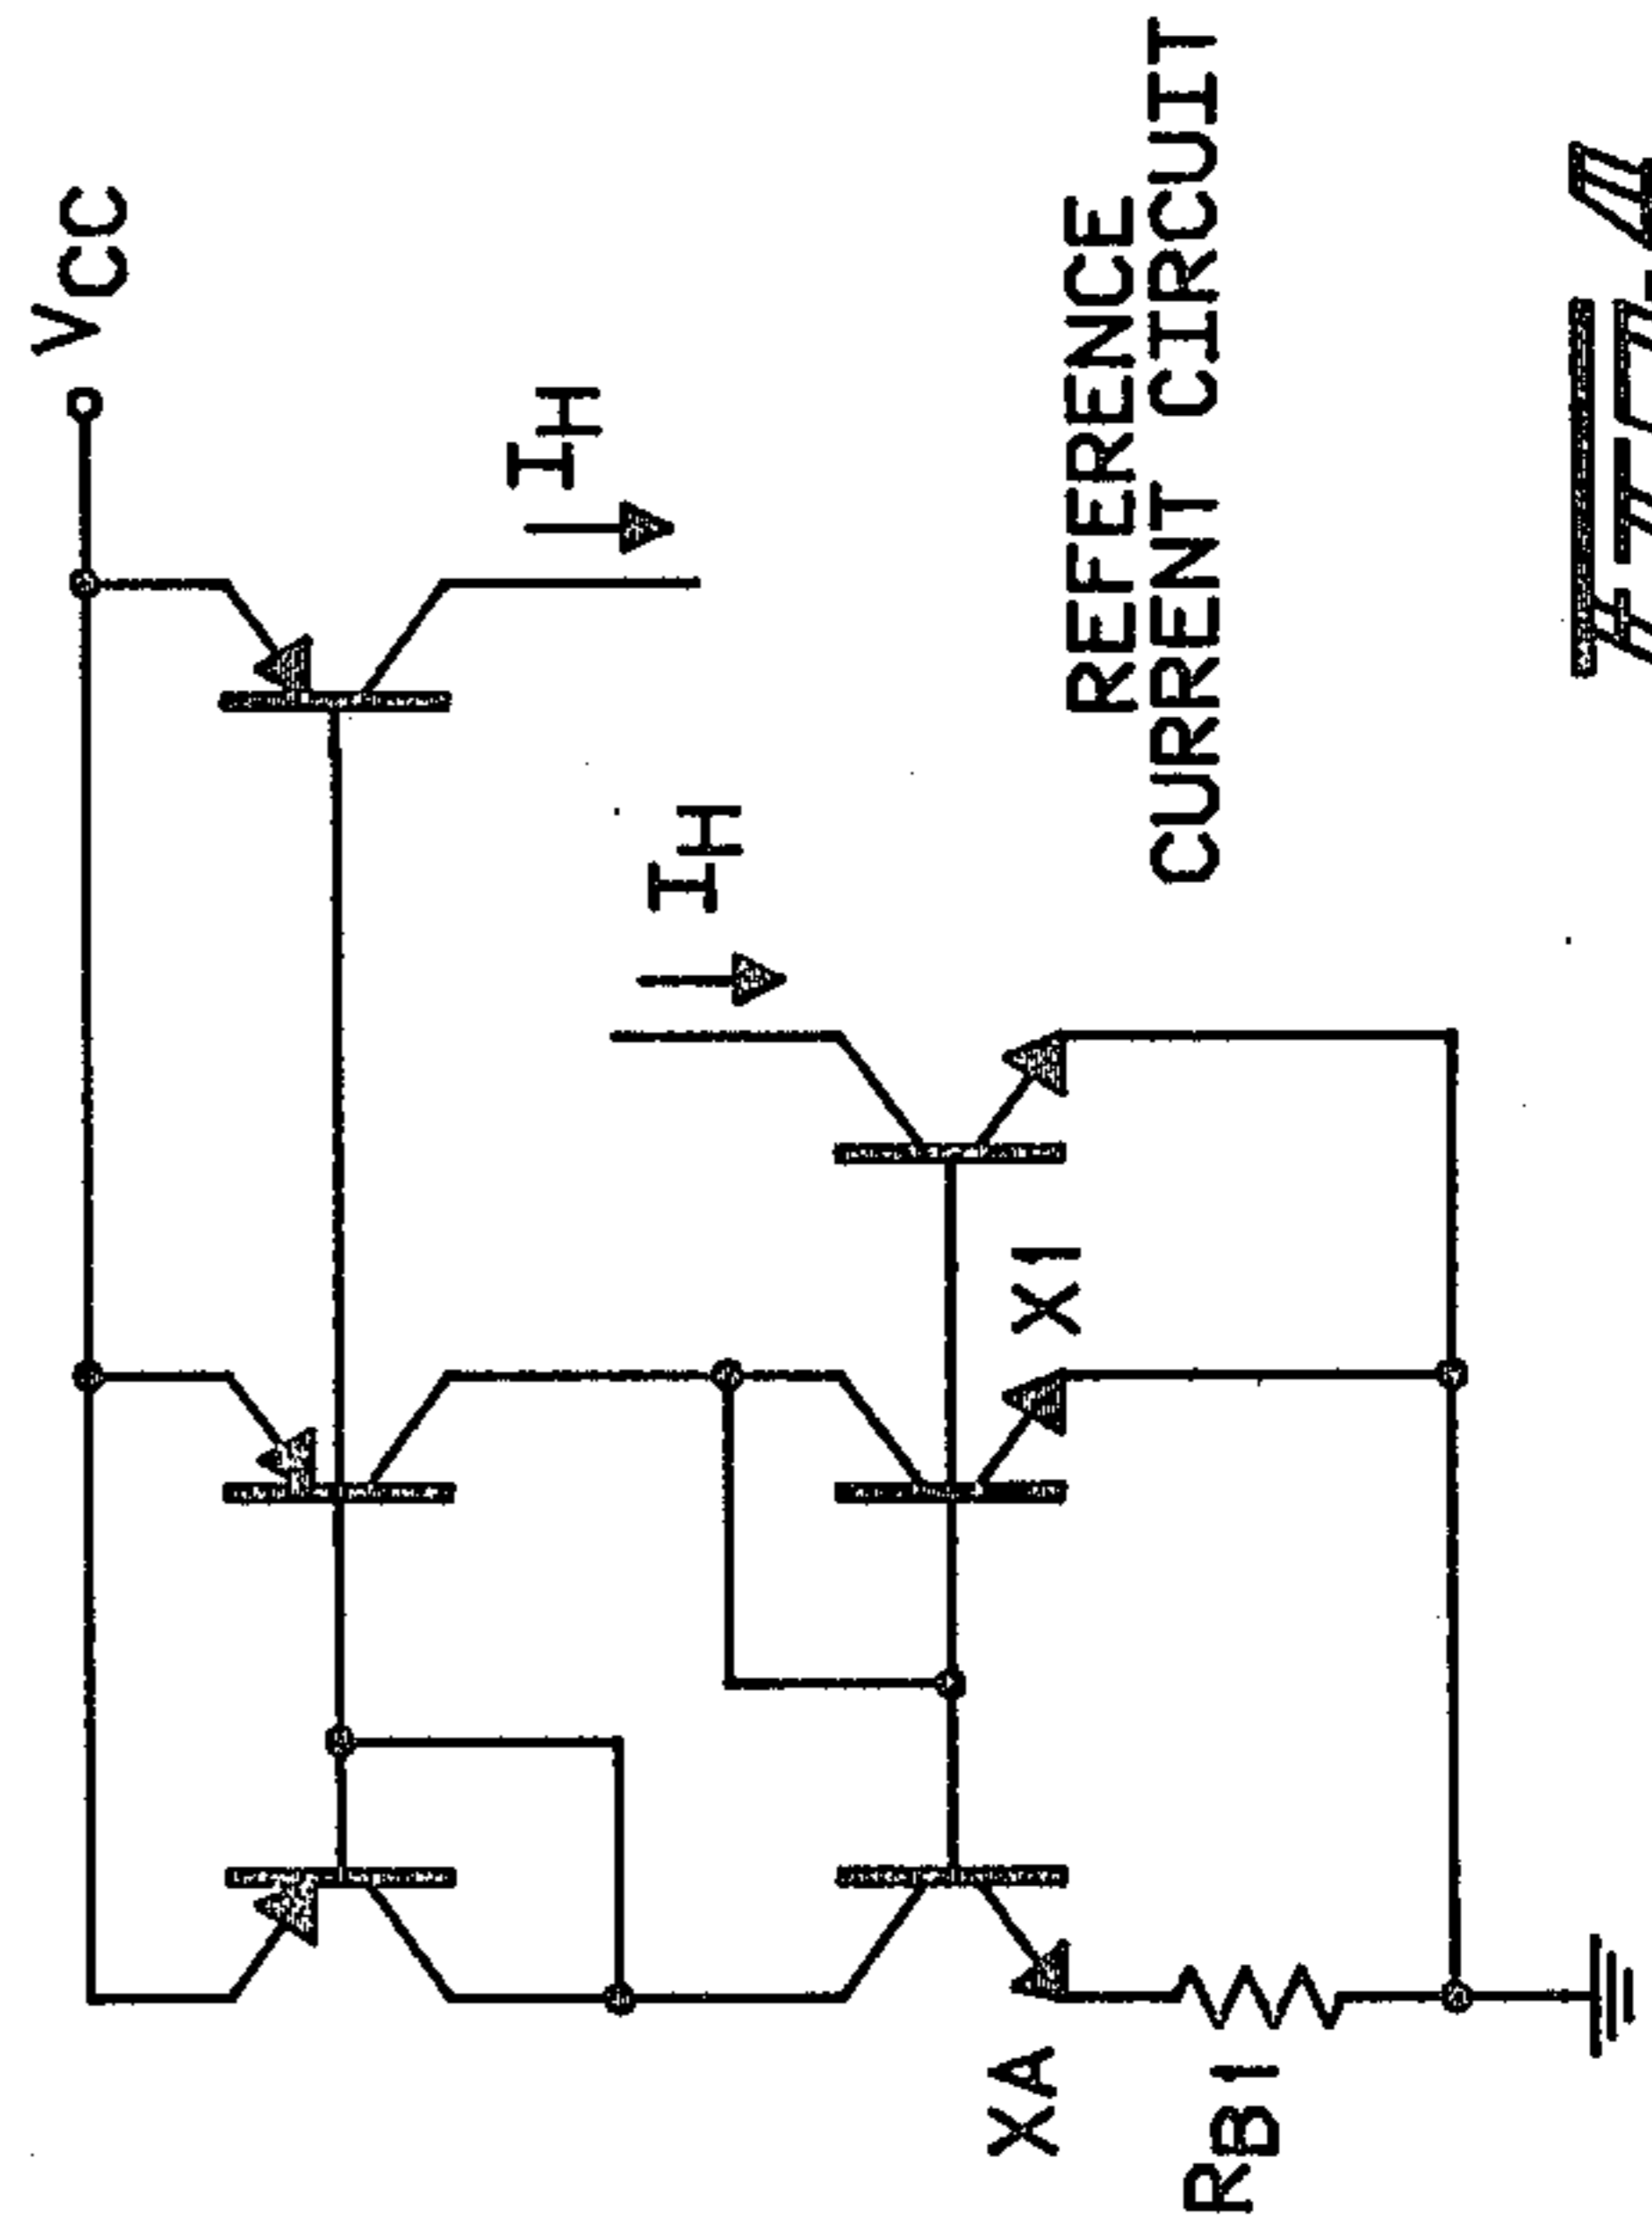 VCC
IH
IH
X1
XA
RB1
REFERENCE
CURRENT CIRCUIT